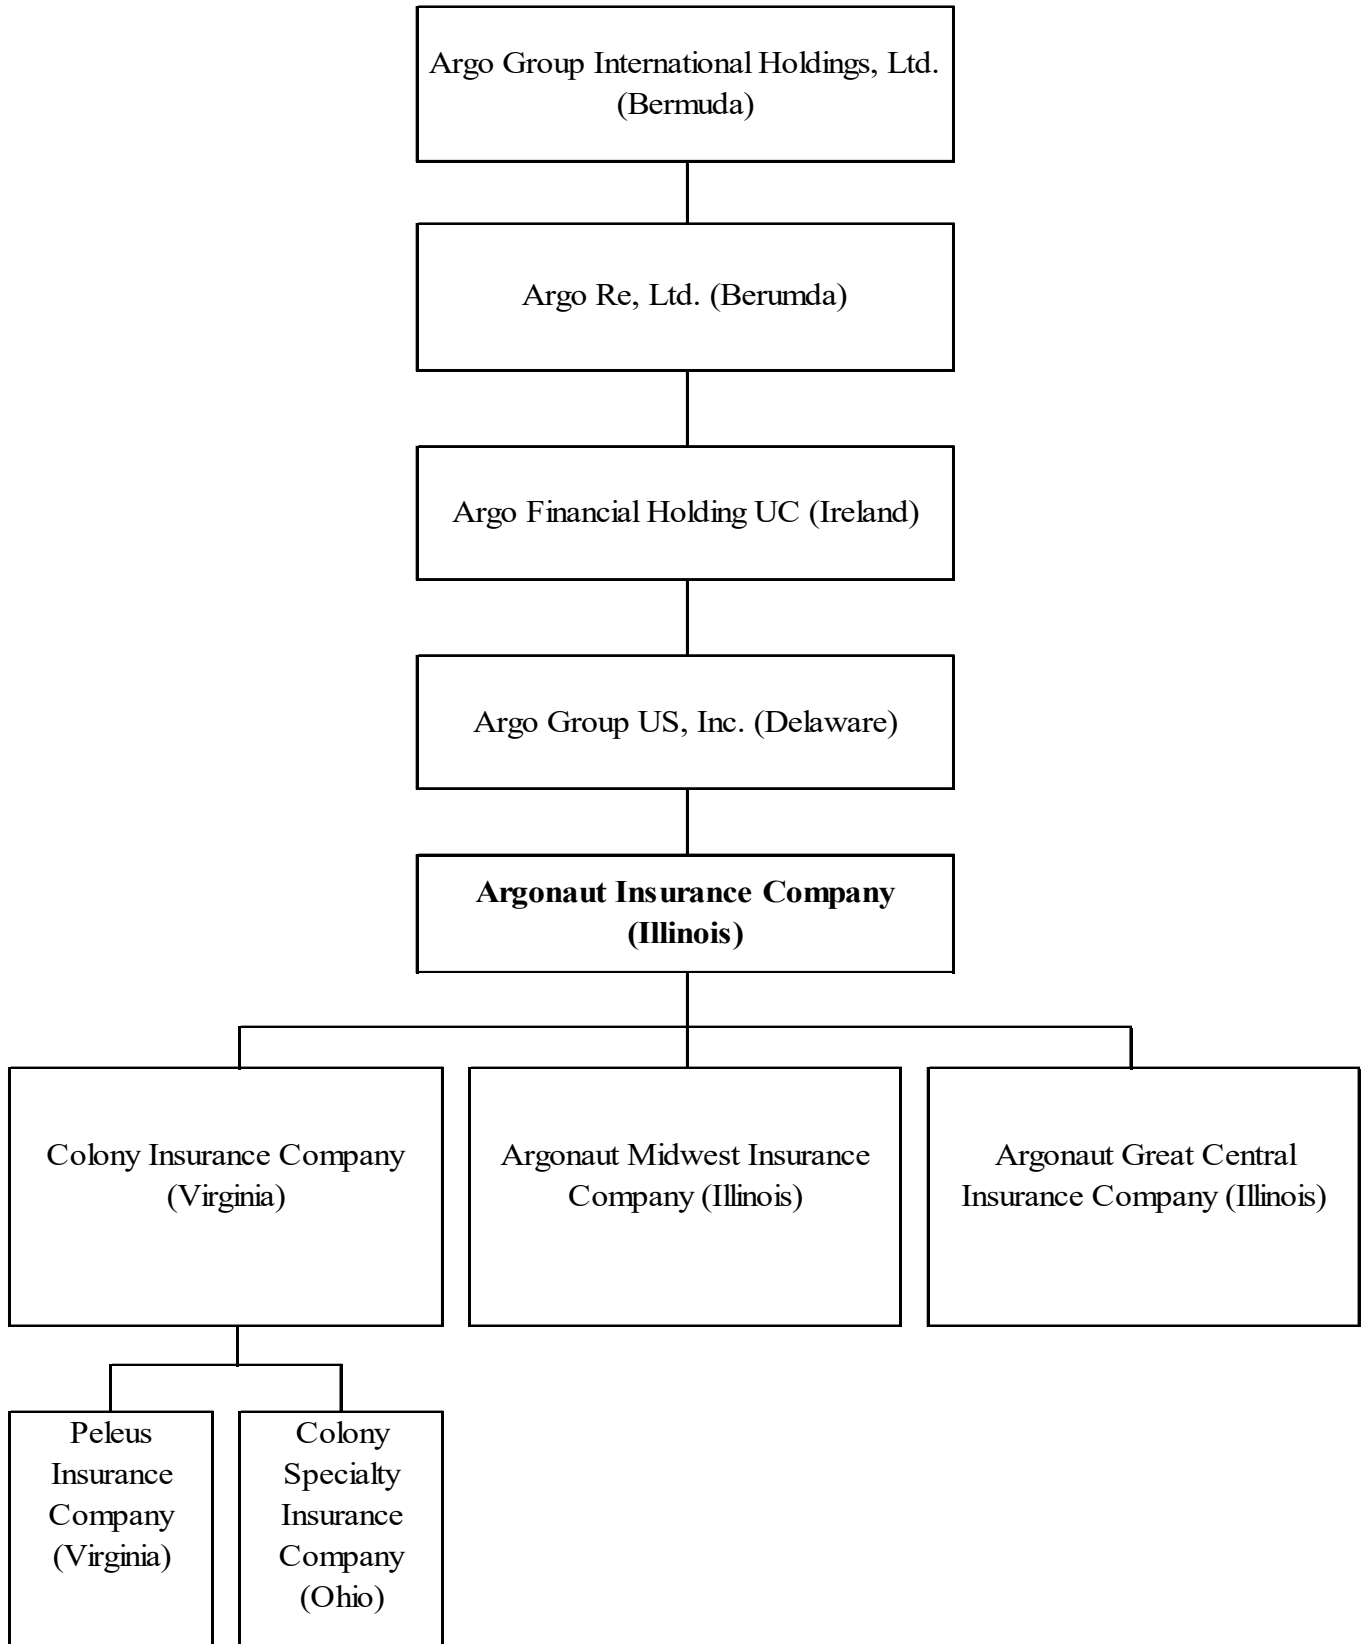 Argo Group International Holdings, Ltd.
(Bermuda)
Argo Re, Ltd. (Berumda)
Argo Financial Holding UC (Ireland)
Argo Group US, Inc. (Delaware)
Argonaut Insurance Company
(Illinois)
Colony Insurance Company
(Virginia)
Argonaut Midwest Insurance
Company (Illinois)
Argonaut Great Central
Insurance Company (Illinois)
Peleus
Insurance
Company
(Virginia)
Colony
Specialty
Insurance
Company
(Ohio)